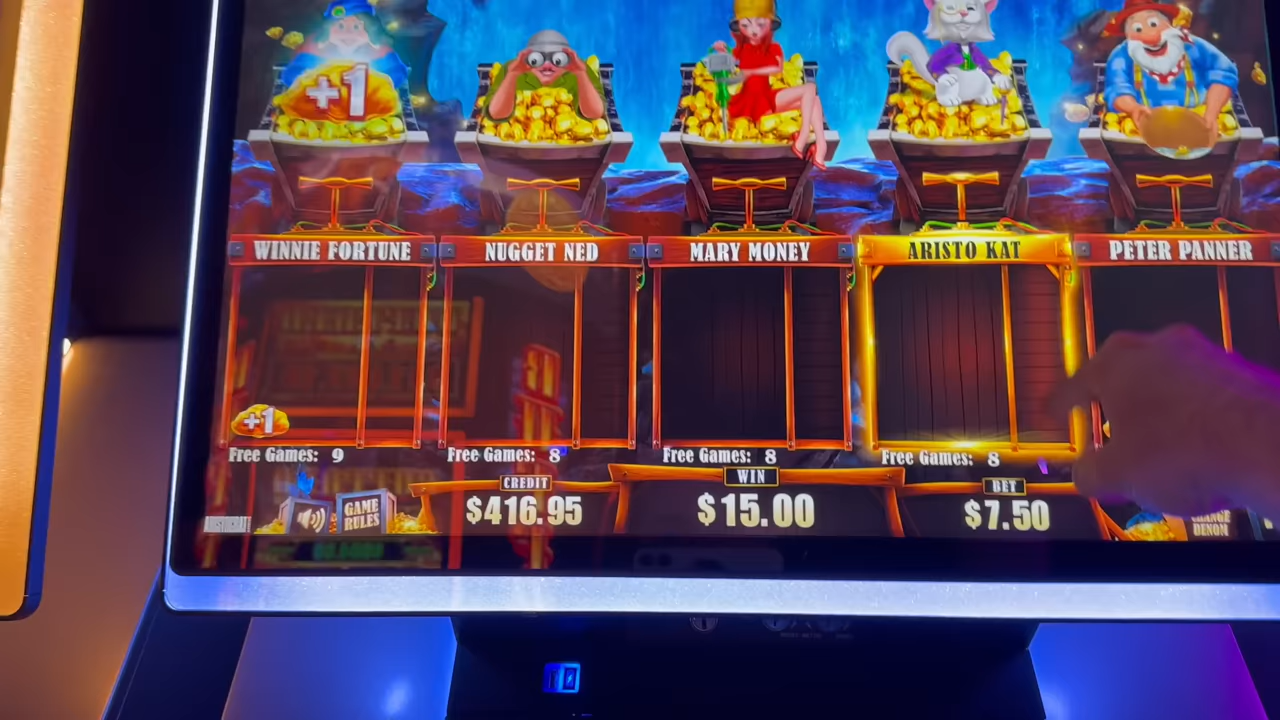 +1
WINNIE FORTUNE
NUGGET NED
MARY MONEY
ARISTO KAT
PETER PANNER
+1
Free Games: 9
Free Games: 8
Free Games: 8
Free Games: 8
CREDIT
WIN
BET
$416.95
$15.00
$7.50
GAME
RULES
ARISTOCRAT
CHANGE
DENOM